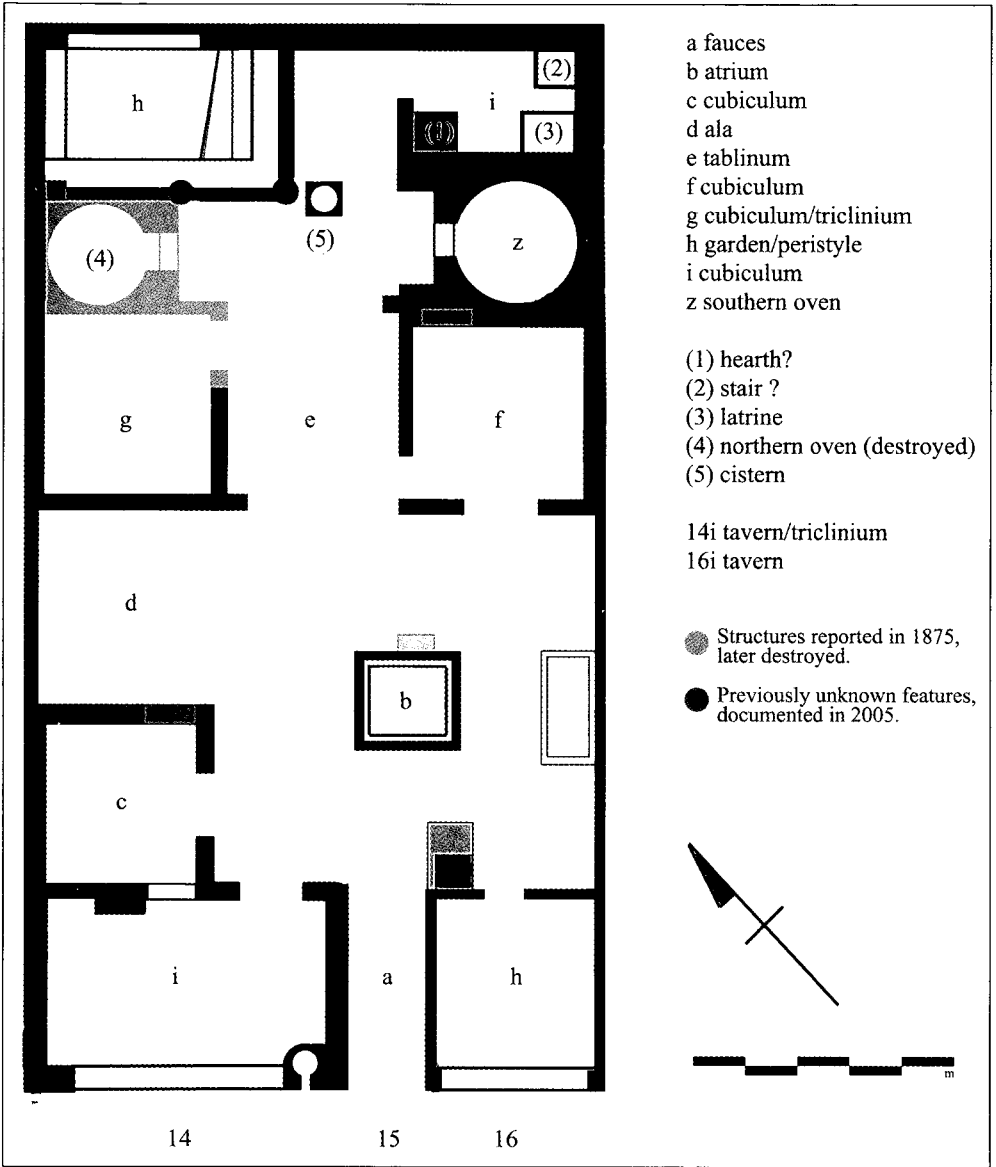 h
i
(2)
(1)
(3)
(4)
(5)
z
g
e
f
d
b
c
i
a
h
14
15
16
a fauces
b atrium
c cubiculum
d ala
e tablinum
f cubiculum
g cubiculum/triclinium
h garden/peristyle
i cubiculum
z southern oven
(1) hearth?
(2) stair ?
(3) latrine
(4) northern oven (destroyed)
(5) cistern
14i tavern/triclinium
16i tavern
Structures reported in 1875,
later destroyed.
Previously unknown features,
documented in 2005.
m